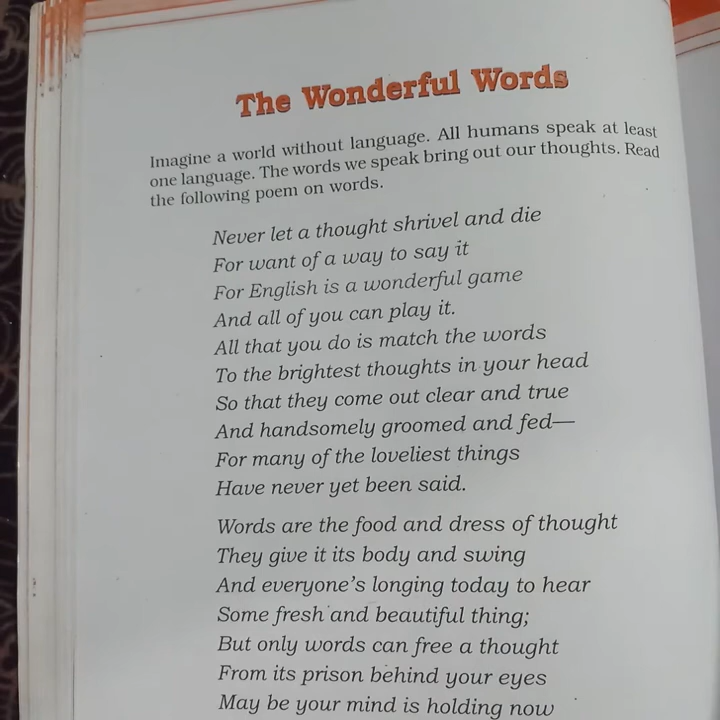 The Wonderful Words
Imagine a world without language. All humans speak at least
one language. The words we speak bring out our thoughts. Read
the following poem on words.
Never let a thought shrivel and die
For want of a way to say it
For English is a wonderful game
And all of you can play it.
All that you do is match the words
To the brightest thoughts in your head
So that they come out clear and true
And handsomely groomed and fed—
For many of the loveliest things
Have never yet been said.
Words are the food and dress of thought
They give it its body and swing
And everyone's longing today to hear
Some fresh and beautiful thing;
But only words can free a thought
From its prison behind your eyes
May be your mind is holding now